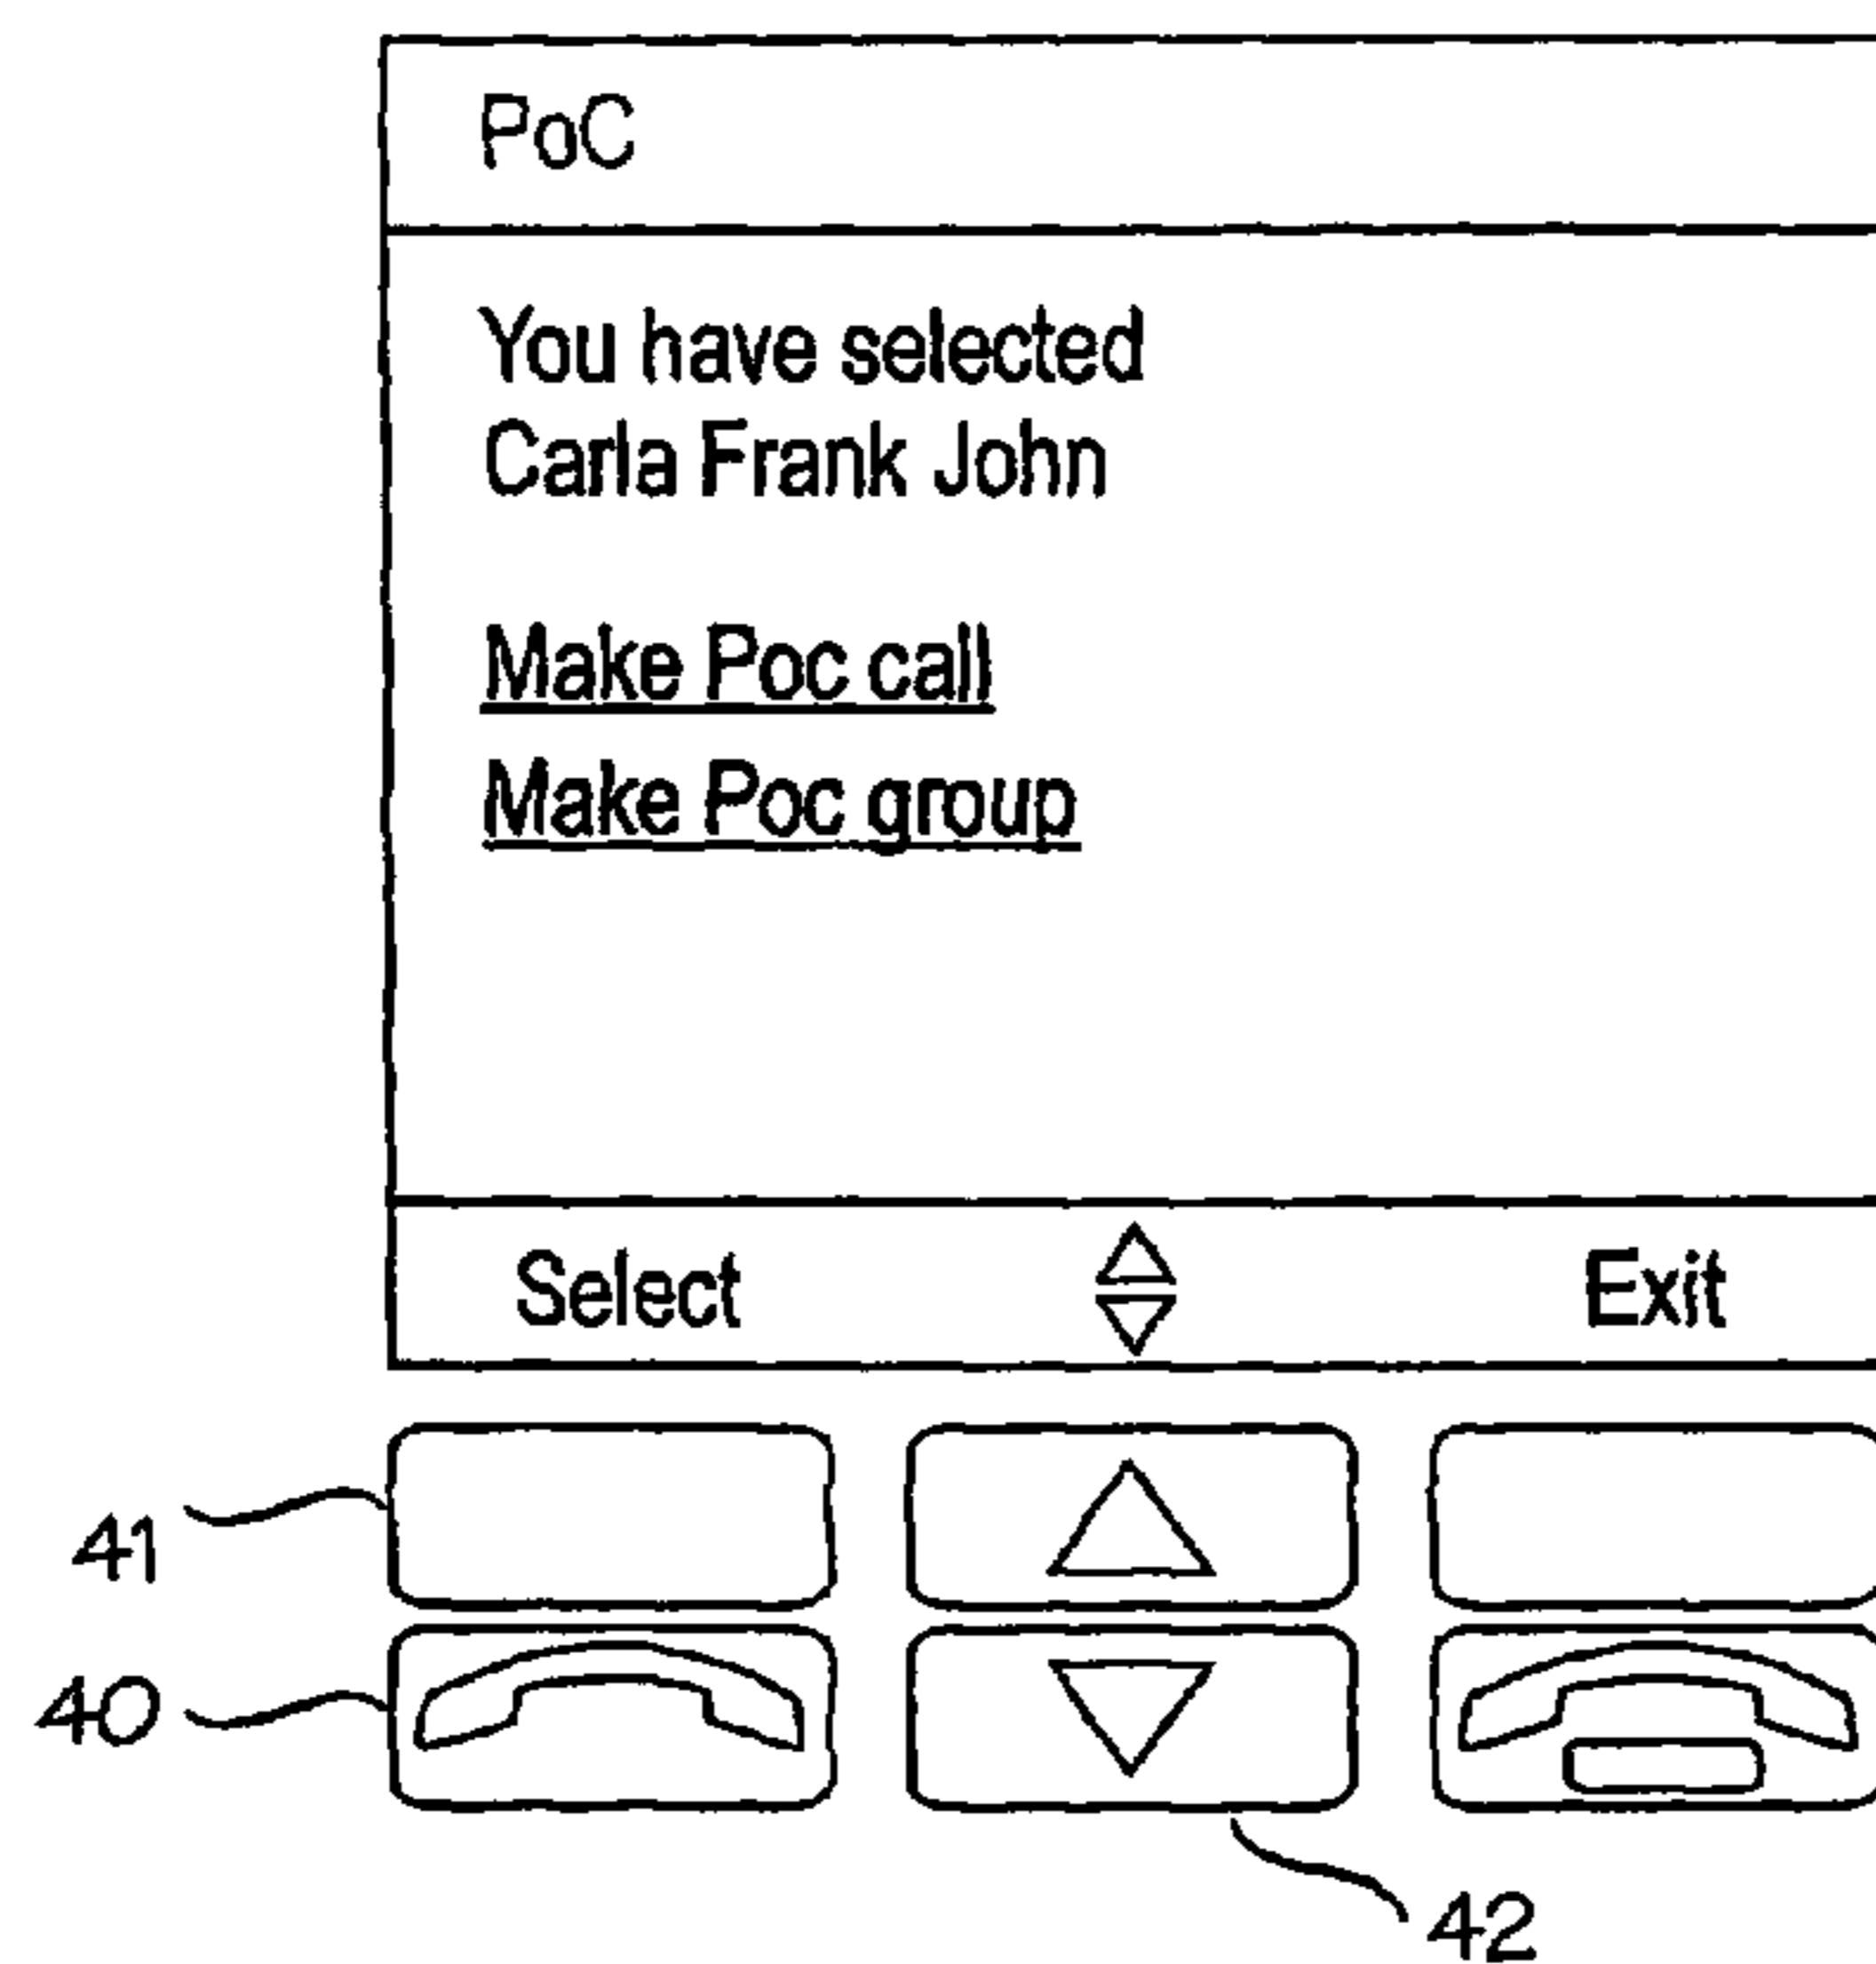 PoC
You have selected
Carla Frank John
Make Poc call
Make Poc group
Select Exit
41
40
42